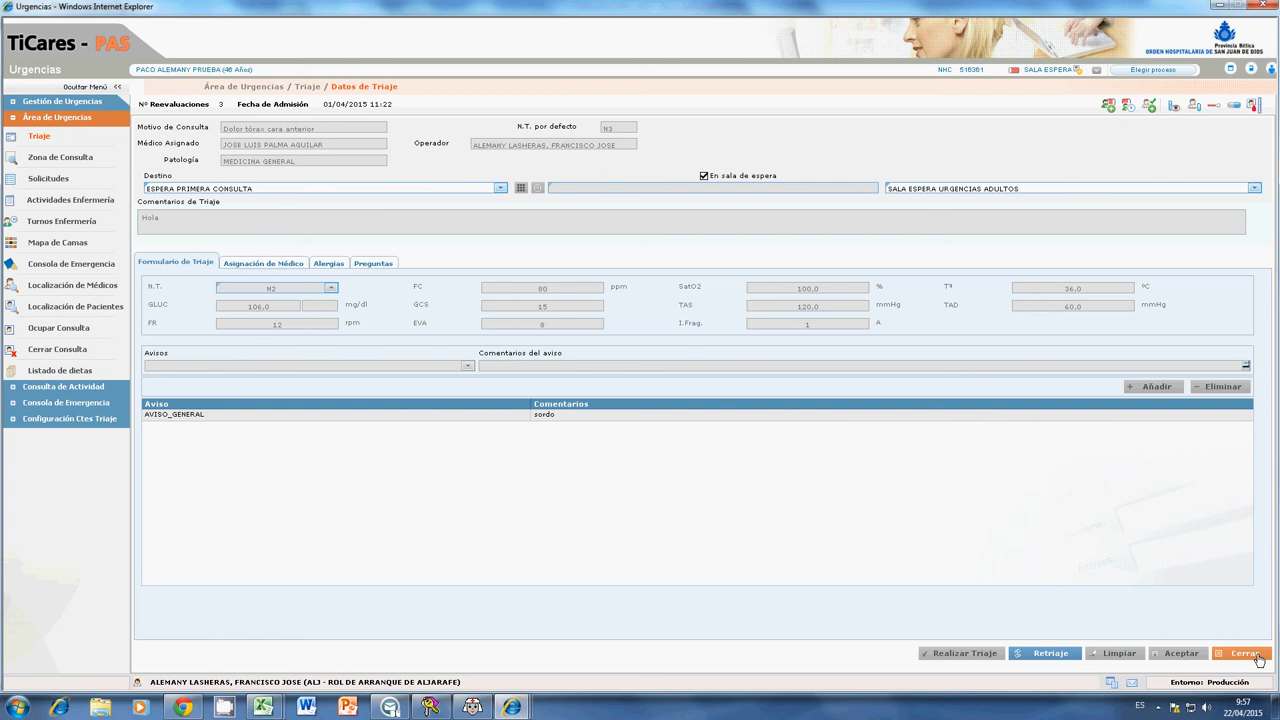 Urgencias - Windows Internet Explorer
TiCares - PAS
Provincia Bética
ORDEN HOSPITALARIA DE SAN JUAN DE DIOS
Urgencias
PACO ALEMANY PRUEBA (46 Años)
NHC 516361
SALA ESPERA
Elegir proceso
Ocultar Menú <<
Área de Urgencias / Triaje / Datos de Triaje
Gestión de Urgencias
Área de Urgencias
Triaje
Zona de Consulta
Solicitudes
Actividades Enfermería
Turnos Enfermería
Mapa de Camas
Consola de Emergencia
Localización de Médicos
Localización de Pacientes
Ocupar Consulta
Cerrar Consulta
Listado de dietas
Consulta de Actividad
Consola de Emergencia
Configuración Ctes Triaje
Nº Reevaluaciones 3 Fecha de Admisión 01/04/2015 11:22
Motivo de Consulta Dolor tórax cara anterior N.T. por defecto N3
Médico Asignado JOSE LUIS PALMA AGUILAR Operador ALEMANY LASHERAS, FRANCISCO JOSE
Patología MEDICINA GENERAL
Destino En sala de espera
ESPERA PRIMERA CONSULTA SALA ESPERA URGENCIAS ADULTOS
Comentarios de Triaje
Hola
Formulario de Triaje Asignación de Médico Alergias Preguntas
N.T. N2 FC 80 ppm SatO2 100,0 % Tª 36,0 ºC
GLUC 106,0 mg/dl GCS 15 TAS 120,0 mmHg TAD 60,0 mmHg
FR 12 rpm EVA 8 I.Frag. 1 A
Avisos Comentarios del aviso
+ Añadir − Eliminar
Aviso Comentarios
AVISO_GENERAL sordo
Realizar Triaje Retriaje Limpiar Aceptar Cerrar
ALEMANY LASHERAS, FRANCISCO JOSE (ALJ - ROL DE ARRANQUE DE ALJARAFE)
Entorno: Producción
ES
9:57
22/04/2015